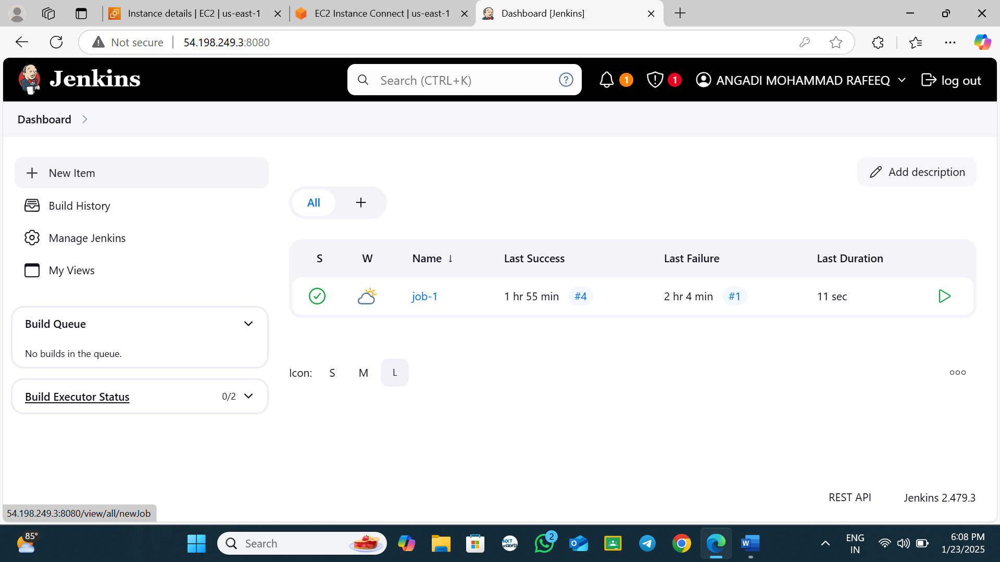 Instance details | EC2 | us-east-1
EC2 Instance Connect | us-east-1
Dashboard [Jenkins]
Not secure
54.198.249.3:8080
Jenkins
Search (CTRL+K)
1
1
ANGADI MOHAMMAD RAFEEQ
log out
Dashboard
New Item
Add description
Build History
All
Manage Jenkins
My Views
S W Name ↓ Last Success Last Failure Last Duration
job-1 1 hr 55 min #4 2 hr 4 min #1 11 sec
Build Queue
No builds in the queue.
Icon: S M L
Build Executor Status 0/2
REST API Jenkins 2.479.3
54.198.249.3:8080/view/all/newJob
85°
Search
NXT
WAVE
2
ENG
IN
6:08 PM
1/23/2025